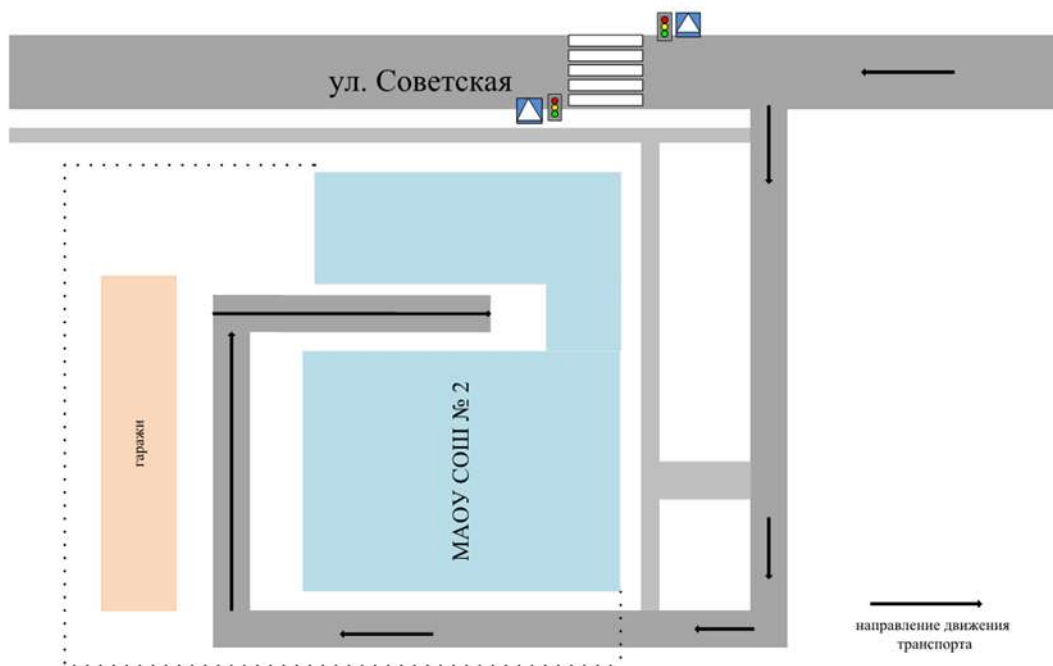 ул. Советская
МАОУ СОШ № 2
гаражи
направление движения
транспорта